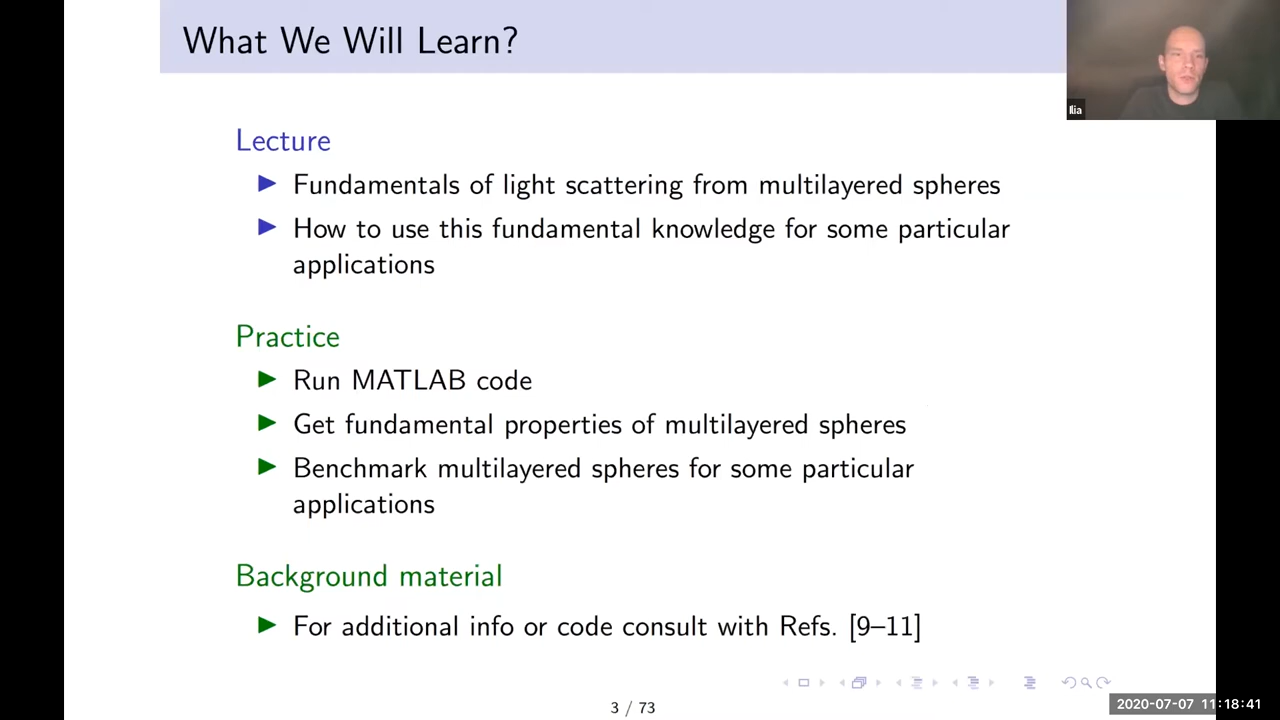 What We Will Learn?
Ilia
Lecture
Fundamentals of light scattering from multilayered spheres
How to use this fundamental knowledge for some particular
applications
Practice
Run MATLAB code
Get fundamental properties of multilayered spheres
Benchmark multilayered spheres for some particular
applications
Background material
For additional info or code consult with Refs. [9–11]
3 / 73
2020-07-07 11:18:41